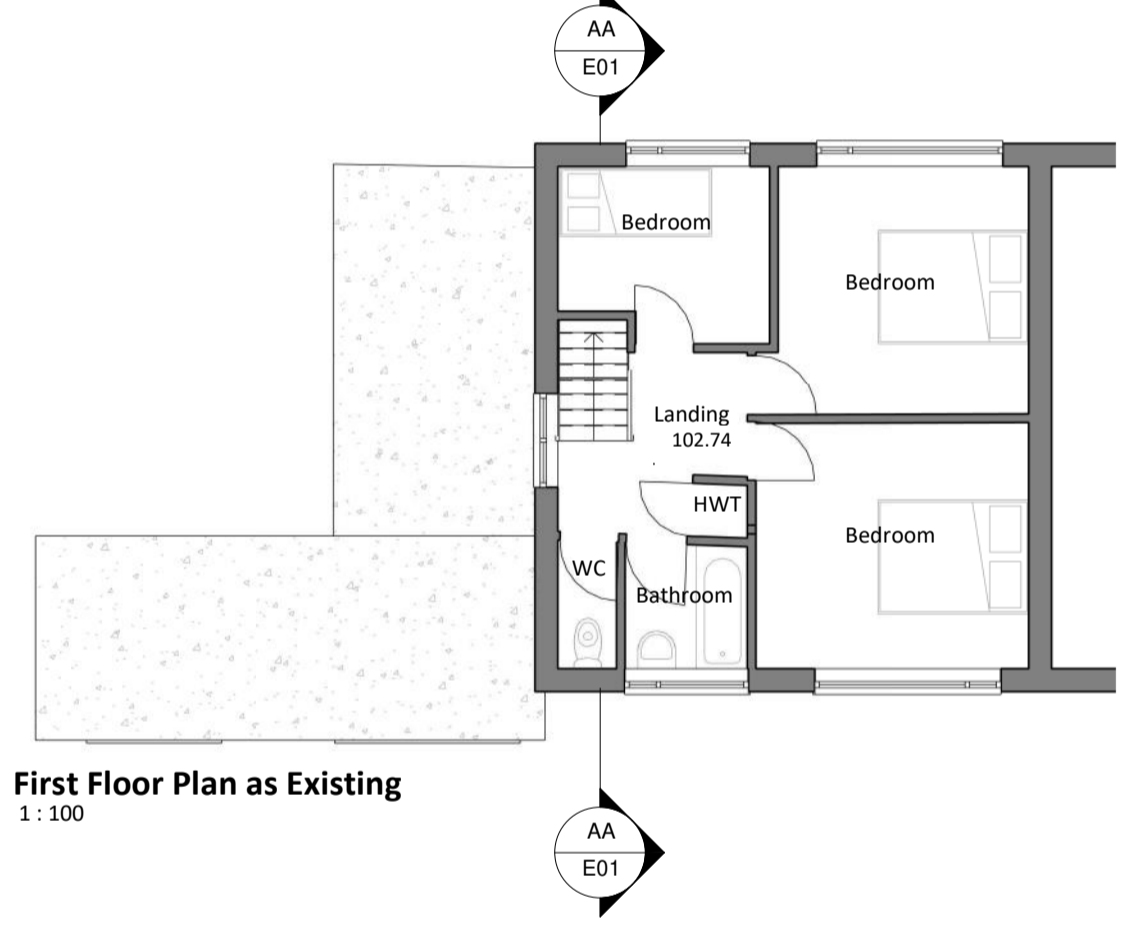 AA
E01
Bedroom
Bedroom
Landing
102.74
HWT
Bedroom
WC
Bathroom
First Floor Plan as Existing
1 : 100
AA
E01